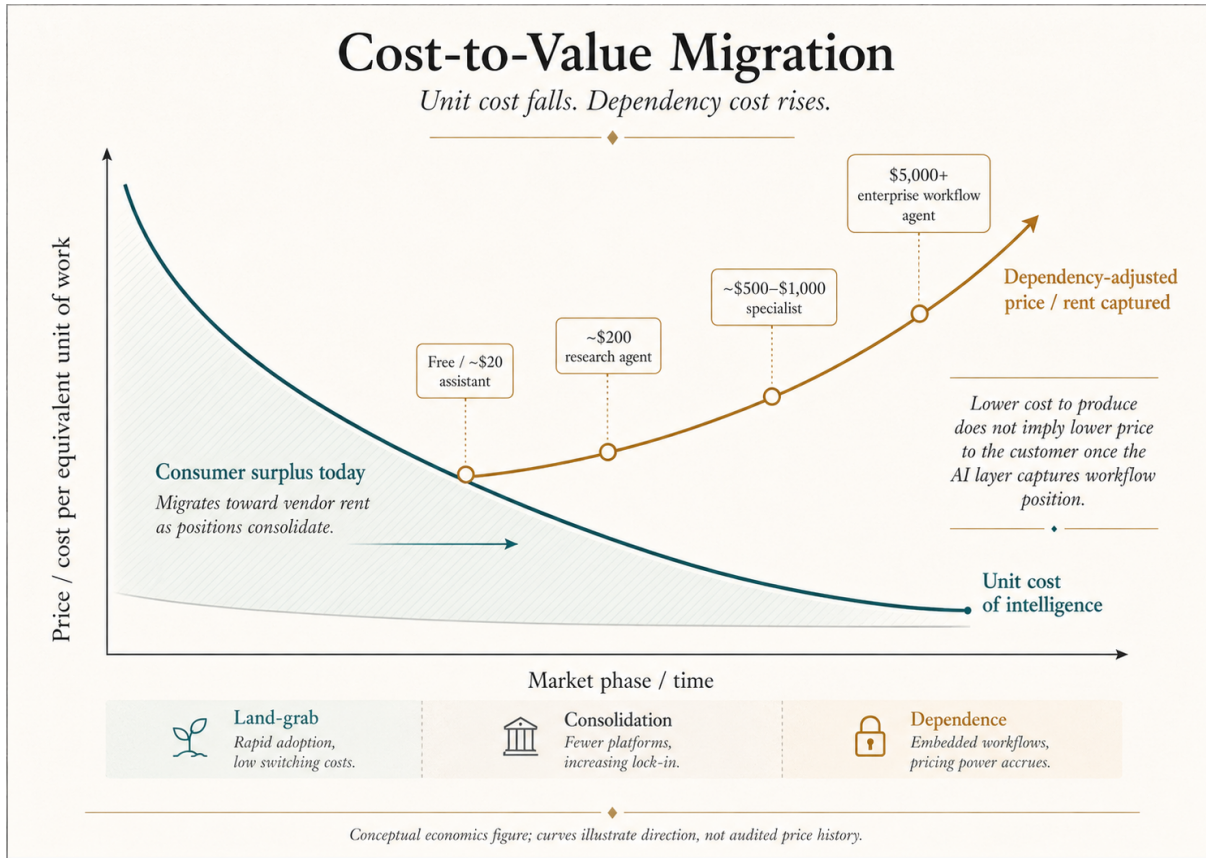 Cost-to-Value Migration
Unit cost falls. Dependency cost rises.
Price / cost per equivalent unit of work
$5,000+
enterprise workflow
agent
~$500–$1,000
specialist
~$200
research agent
Free / ~$20
assistant
Dependency-adjusted
price / rent captured
Lower cost to produce
does not imply lower price
to the customer once the
AI layer captures workflow
position.
Consumer surplus today
Migrates toward vendor rent
as positions consolidate.
Unit cost
of intelligence
Market phase / time
Land-grab
Rapid adoption,
low switching costs.
Consolidation
Fewer platforms,
increasing lock-in.
Dependence
Embedded workflows,
pricing power accrues.
Conceptual economics figure; curves illustrate direction, not audited price history.